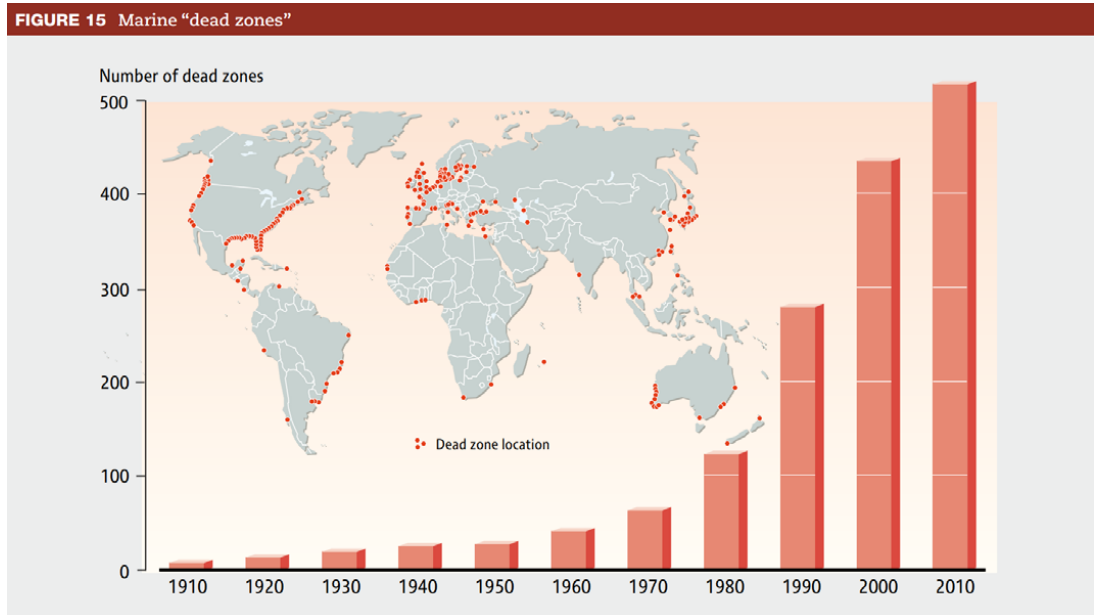 FIGURE 15 Marine “dead zones”
Number of dead zones
500
400
300
200
100
0
Dead zone location
1910 1920 1930 1940 1950 1960 1970 1980 1990 2000 2010